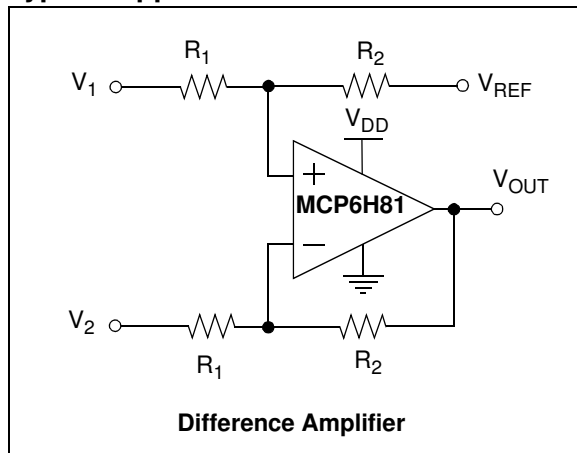 R1
R2
V1
VREF
VDD
VOUT
+
MCP6H81
−
V2
R1
R2
Difference Amplifier